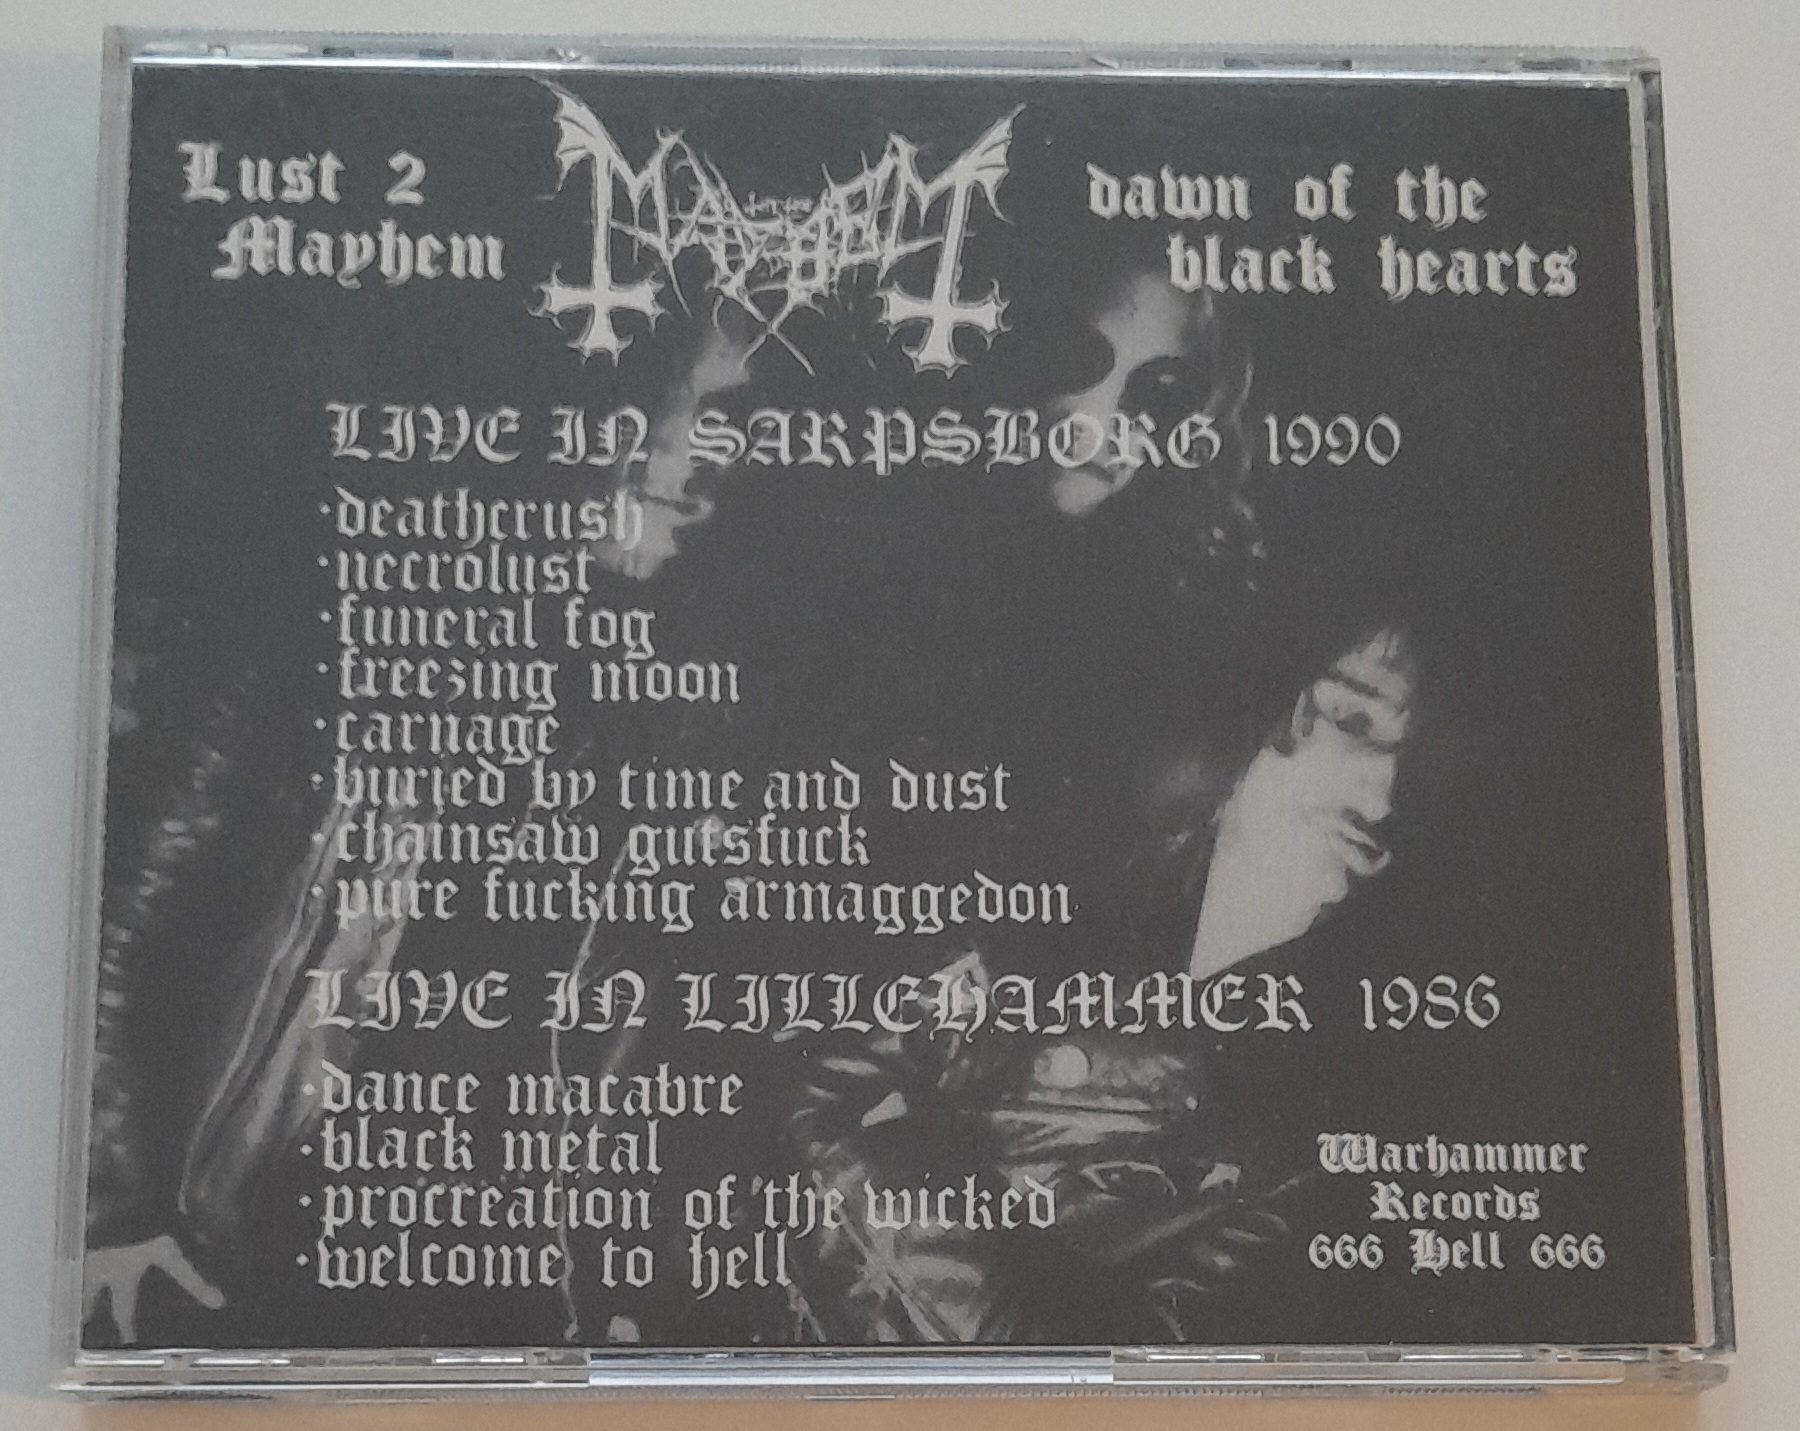 Lust 2
Mayhem
MAYHEM
dawn of the
black hearts
LIVE IN SARPSBORG 1990
·deathcrush
·necrolust
·funeral fog
·freezing moon
·carnage
·buried by time and dust
·chainsaw gutsfuck
·pure fucking armaggedon
LIVE IN LILLEHAMMER 1986
·dance macabre
·black metal
·procreation of the wicked
·welcome to hell
Warhammer
Records
666 Hell 666